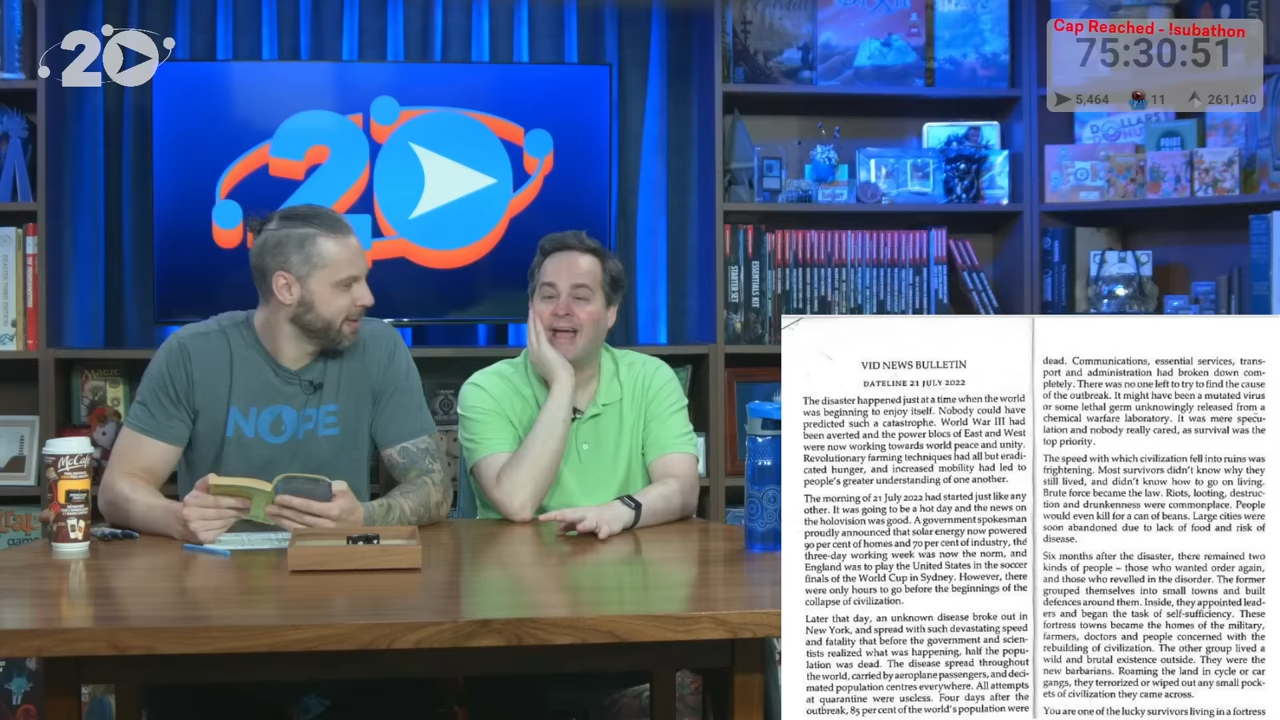 20
Cap Reached - !subathon
75:30:51
5,464 11 261,140
20
DOLLARS
STARTER SET
ESSENTIALS KIT
NOPE
McCafé
VID NEWS BULLETIN
DATELINE 21 JULY 2022
The disaster happened just at a time when the world
was beginning to enjoy itself. Nobody could have
predicted such a catastrophe. World War III had
been averted and the power blocs of East and West
were now working towards world peace and unity.
Revolutionary farming techniques had all but eradi-
cated hunger, and increased mobility had led to
people's greater understanding of one another.
The morning of 21 July 2022 had started just like any
other. It was going to be a hot day and the news on
the holovision was good. A government spokesman
proudly announced that solar energy now powered
90 per cent of homes and 70 per cent of industry, the
three-day working week was now the norm, and
England was to play the United States in the soccer
finals of the World Cup in Sydney. However, there
were only hours to go before the beginnings of the
collapse of civilization.
Later that day, an unknown disease broke out in
New York, and spread with such devastating speed
and fatality that before the government and scien-
tists realized what was happening, half the popu-
lation was dead. The disease spread throughout
the world, carried by aeroplane passengers, and deci-
mated population centres everywhere. All attempts
at quarantine were useless. Four days after the
outbreak, 85 per cent of the world's population were
dead. Communications, essential services, trans-
port and administration had broken down com-
pletely. There was no one left to try to find the cause
of the outbreak. It might have been a mutated virus
or some lethal germ unknowingly released from a
chemical warfare laboratory. It was mere specu-
lation and nobody really cared, as survival was the
top priority.
The speed with which civilization fell into ruins was
frightening. Most survivors didn't know why they
still lived, and didn't know how to go on living.
Brute force became the law. Riots, looting, destruc-
tion and drunkenness were commonplace. People
would even kill for a can of beans. Large cities were
soon abandoned due to lack of food and risk of
disease.
Six months after the disaster, there remained two
kinds of people – those who wanted order again,
and those who revelled in the disorder. The former
grouped themselves into small towns and built
defences around them. Inside, they appointed lead-
ers and began the task of self-sufficiency. These
fortress towns became the homes of the military,
farmers, doctors and people concerned with the
rebuilding of civilization. The other group lived a
wild and brutal existence outside. They were the
new barbarians. Roaming the land in cycle or car
gangs, they terrorized or wiped out any small pock-
ets of civilization they came across.
You are one of the lucky survivors living in a fortress